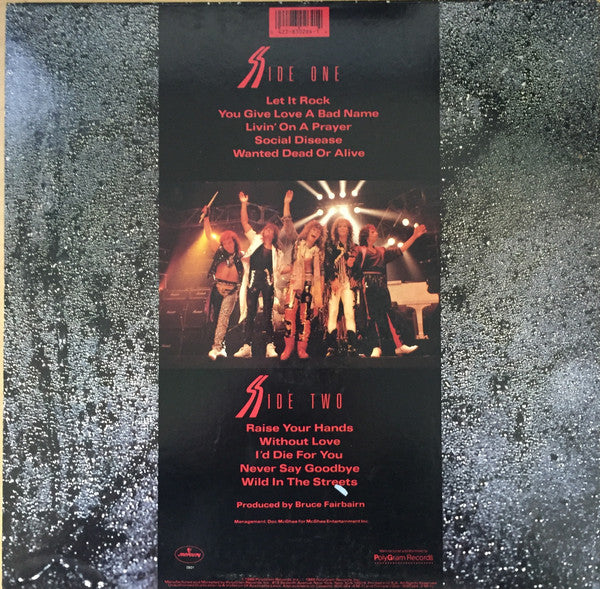 SIDE ONE
Let It Rock
You Give Love A Bad Name
Livin' On A Prayer
Social Disease
Wanted Dead Or Alive
SIDE TWO
Raise Your Hands
Without Love
I'd Die For You
Never Say Goodbye
Wild In The Streets
Produced by Bruce Fairbairn
Management: Doc McGhee for McGhee Entertainment Inc.
PolyGram Records